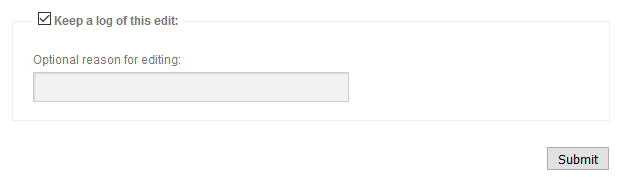 Keep a log of this edit:
Optional reason for editing:
Submit